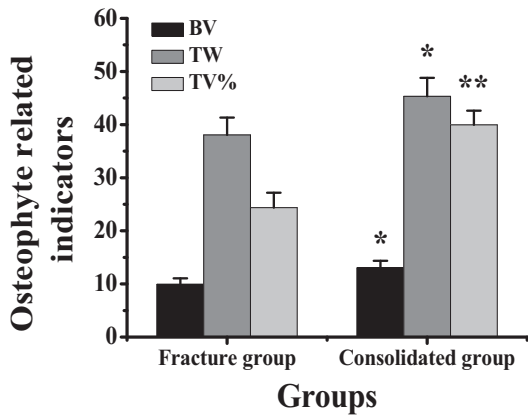 BV
TW
TV%
60
50
40
30
20
10
0
Osteophyte related
indicators
*
*
**
Fracture group
Consolidated group
Groups